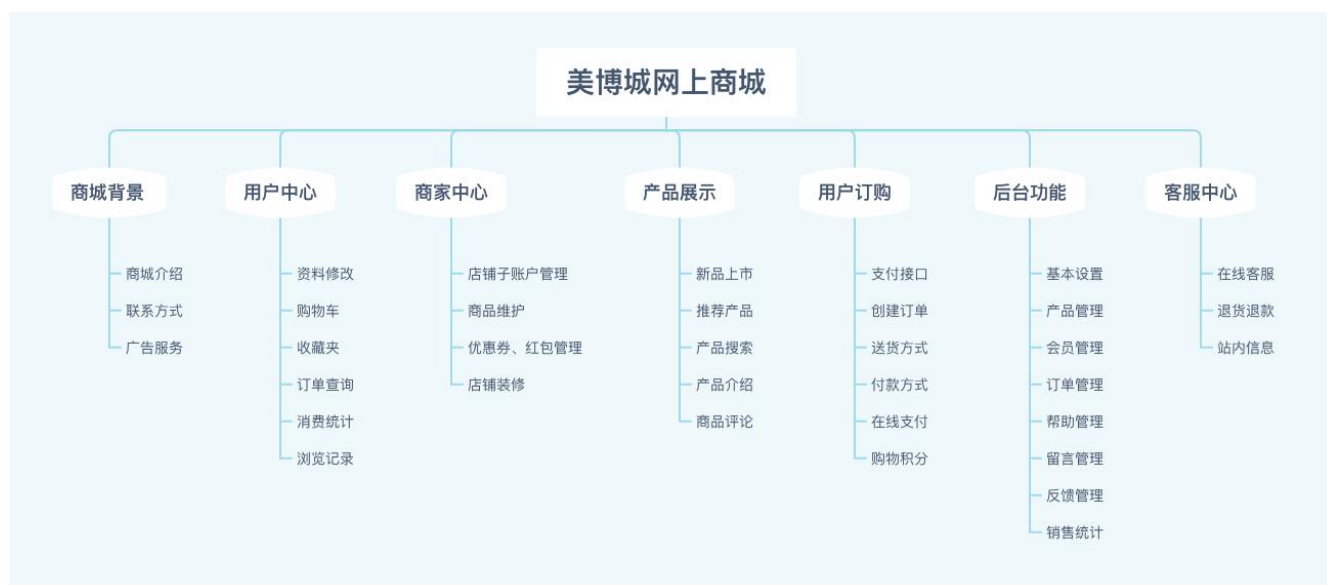 美博城网上商城
商城背景
用户中心
商家中心
产品展示
用户订购
后台功能
客服中心
商城介绍
联系方式
广告服务
资料修改
购物车
收藏夹
订单查询
消费统计
浏览记录
店铺子账户管理
商品维护
优惠券、红包管理
店铺装修
新品上市
推荐产品
产品搜索
产品介绍
商品评论
支付接口
创建订单
送货方式
付款方式
在线支付
购物积分
基本设置
产品管理
会员管理
订单管理
帮助管理
留言管理
反馈管理
销售统计
在线客服
退货退款
站内信息